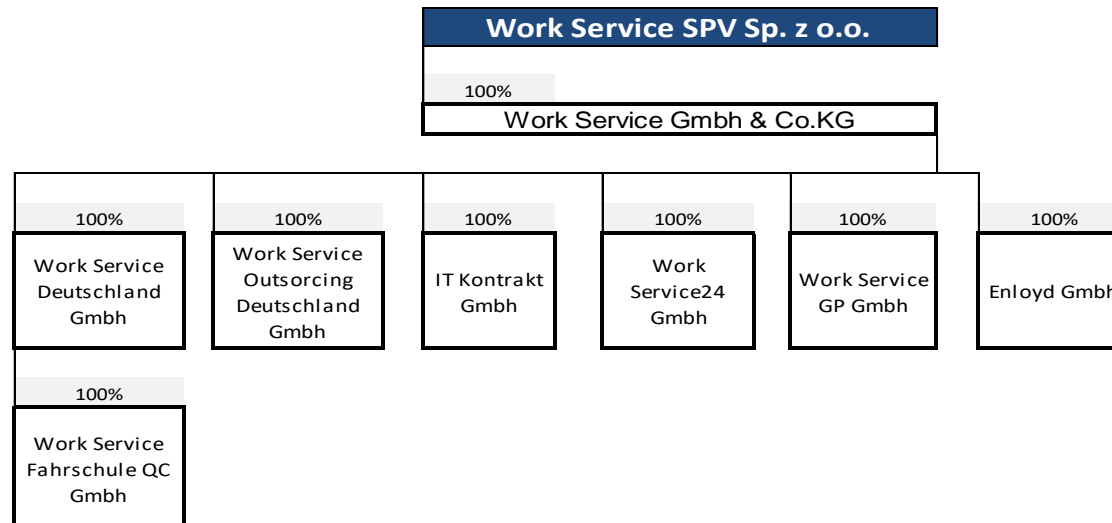 Work Service SPV Sp. z o.o.
100%
Work Service Gmbh & Co.KG
100%
Work Service
Deutschland
Gmbh
100%
Work Service
Outsorcing
Deutschland
Gmbh
100%
IT Kontrakt
Gmbh
100%
Work
Service24
Gmbh
100%
Work Service
GP Gmbh
100%
Enloyd Gmbh
100%
Work Service
Fahrschule QC
Gmbh